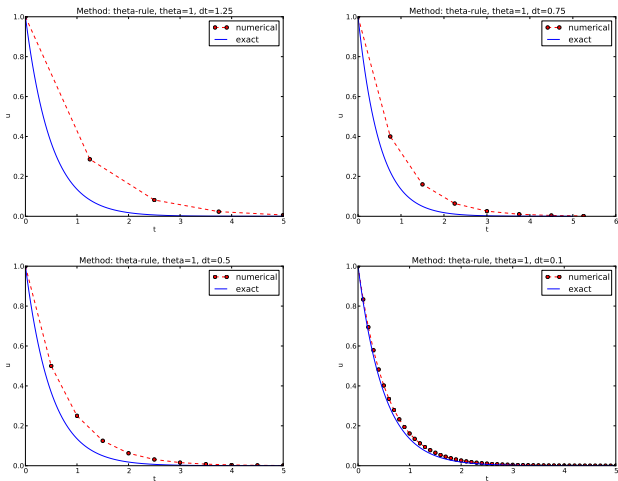 Method: theta-rule, theta=1, dt=1.25
numerical
exact
1.0
0.8
0.6
0.4
0.2
0.0
u
0 1 2 3 4 5
t
Method: theta-rule, theta=1, dt=0.75
numerical
exact
1.0
0.8
0.6
0.4
0.2
0.0
u
0 1 2 3 4 5 6
t
Method: theta-rule, theta=1, dt=0.5
numerical
exact
1.0
0.8
0.6
0.4
0.2
0.0
u
0 1 2 3 4 5
t
Method: theta-rule, theta=1, dt=0.1
numerical
exact
1.0
0.8
0.6
0.4
0.2
0.0
u
0 1 2 3 4 5
t